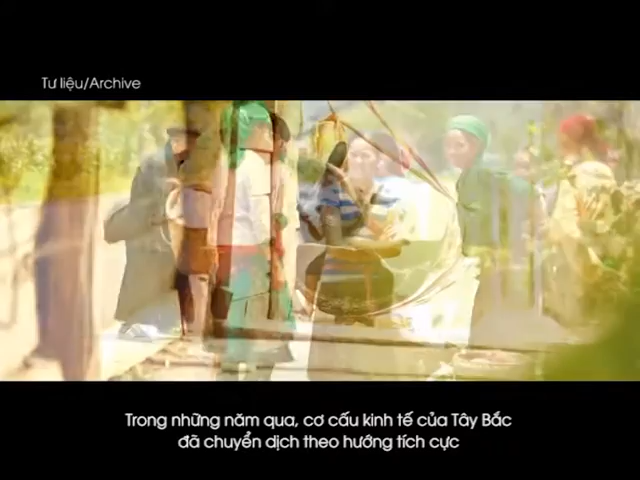 Tư liệu/Archive
Trong những năm qua, cơ cấu kinh tế của Tây Bắc
đã chuyển dịch theo hướng tích cực